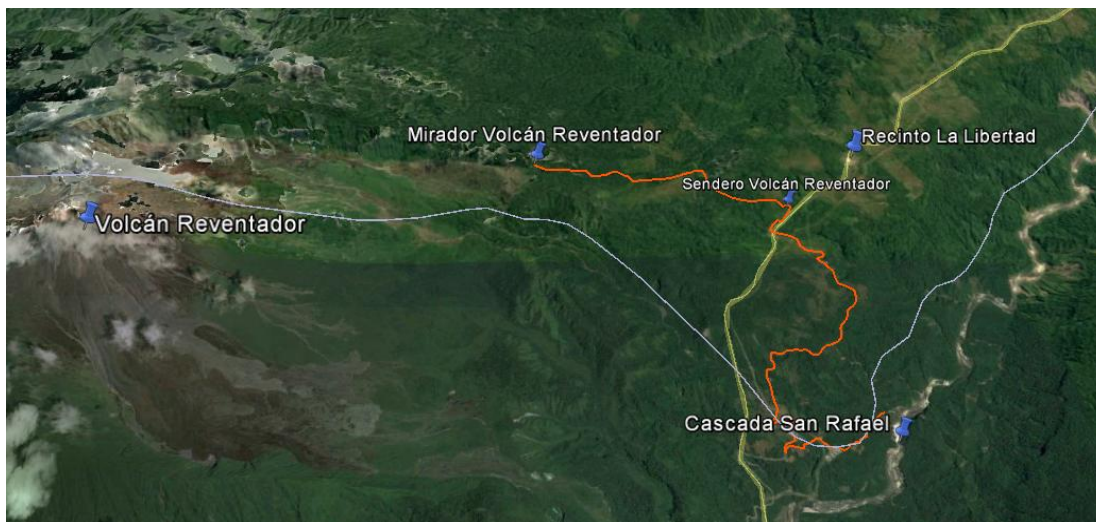 Mirador Volcán Reventador
Recinto La Libertad
Sendero Volcán Reventador
Volcán Reventador
Cascada San Rafael